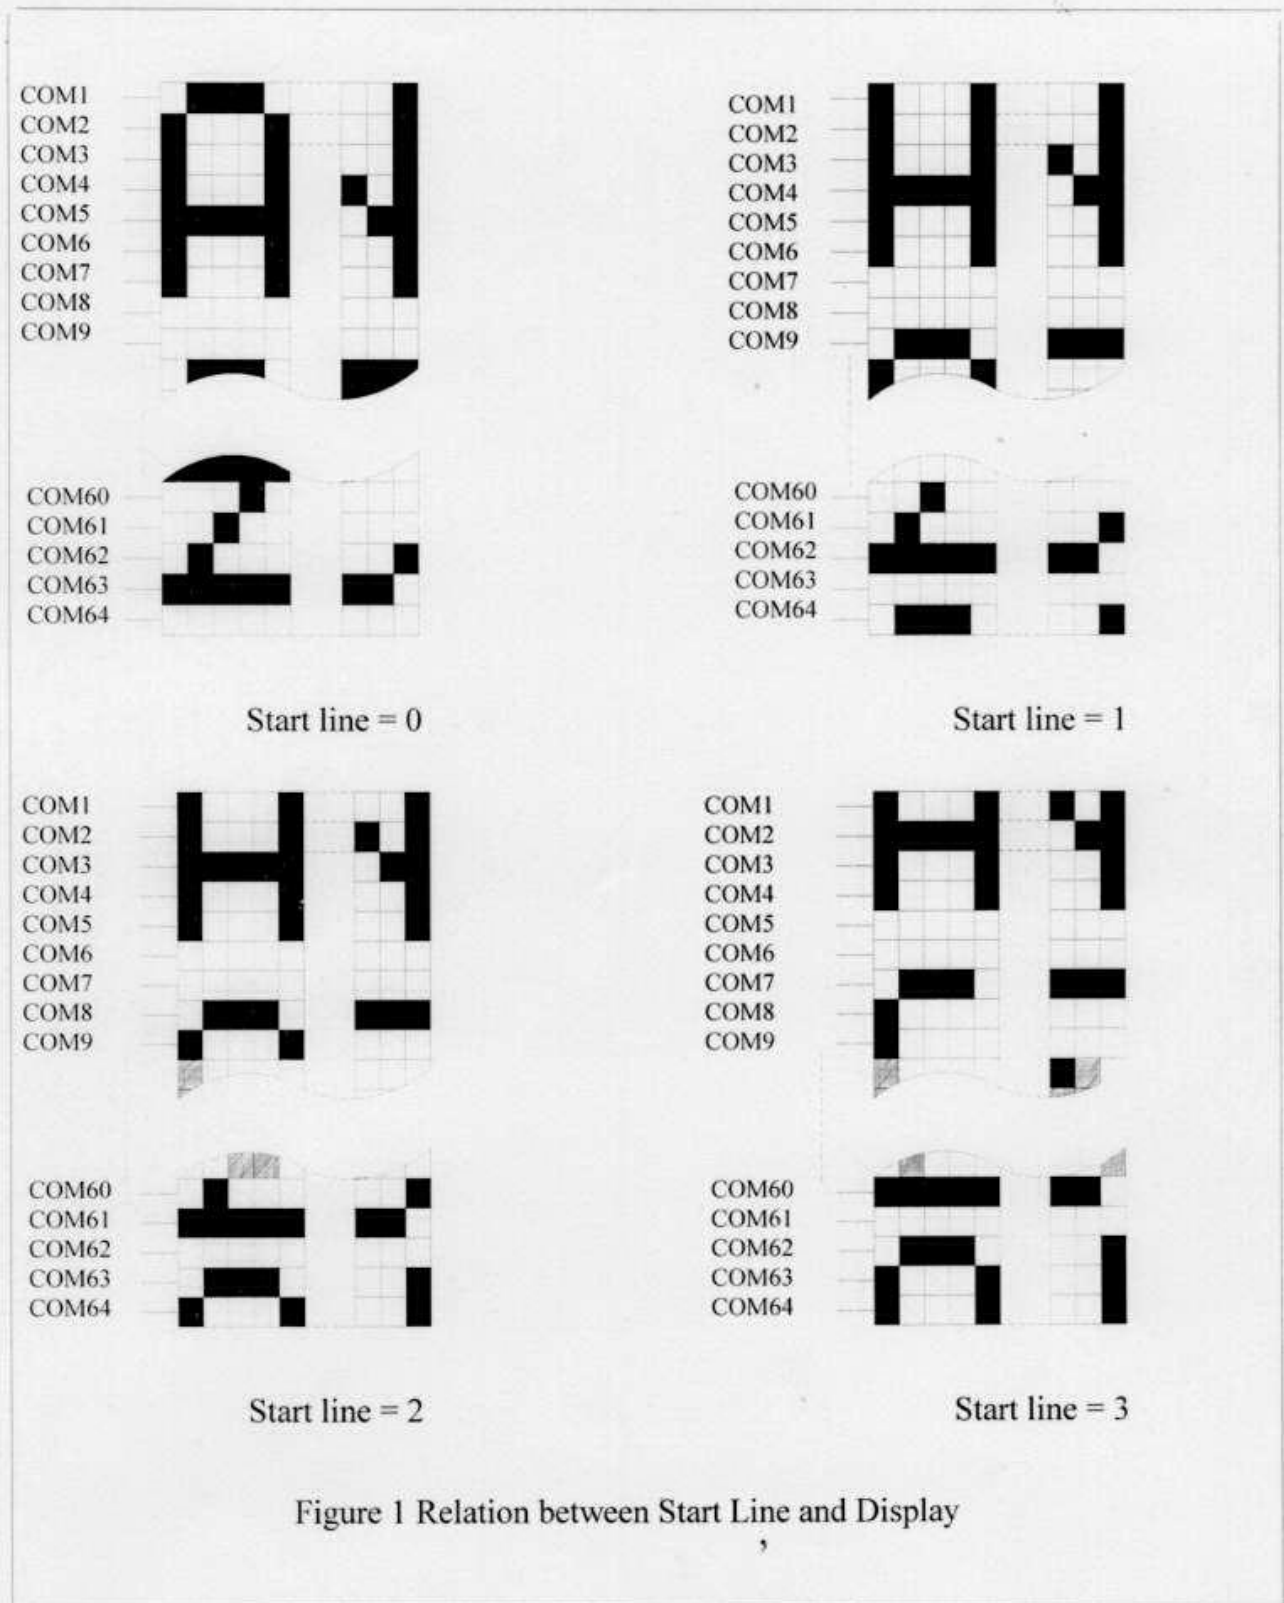 COM1
COM2
COM3
COM4
COM5
COM6
COM7
COM8
COM9
COM60
COM61
COM62
COM63
COM64
Start line = 0
COM1
COM2
COM3
COM4
COM5
COM6
COM7
COM8
COM9
COM60
COM61
COM62
COM63
COM64
Start line = 1
COM1
COM2
COM3
COM4
COM5
COM6
COM7
COM8
COM9
COM60
COM61
COM62
COM63
COM64
Start line = 2
COM1
COM2
COM3
COM4
COM5
COM6
COM7
COM8
COM9
COM60
COM61
COM62
COM63
COM64
Start line = 3
Figure 1 Relation between Start Line and Display
,